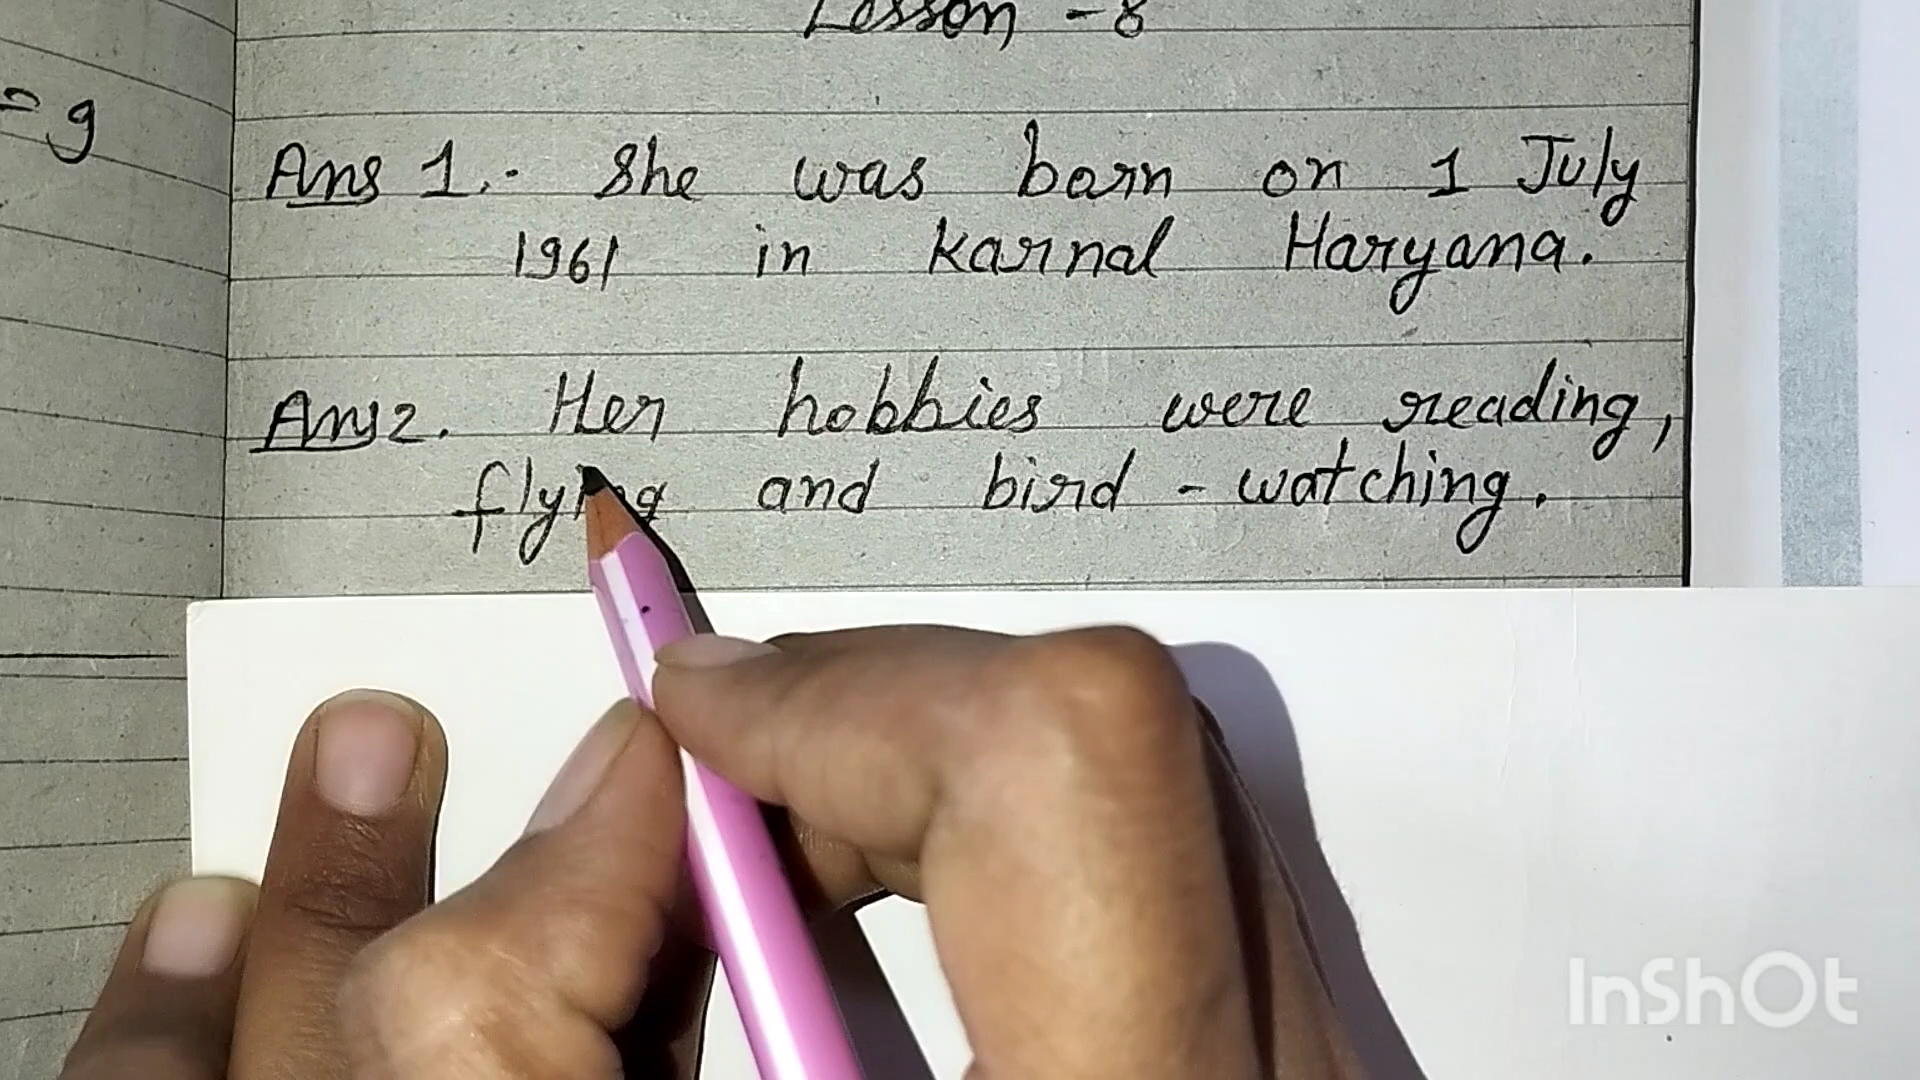 Lesson - 8
= g
Ans 1.- She was born on 1 July
1961 in Karnal Haryana.
Ans 2. Her hobbies were reading,
flying and bird - watching.
InShOt